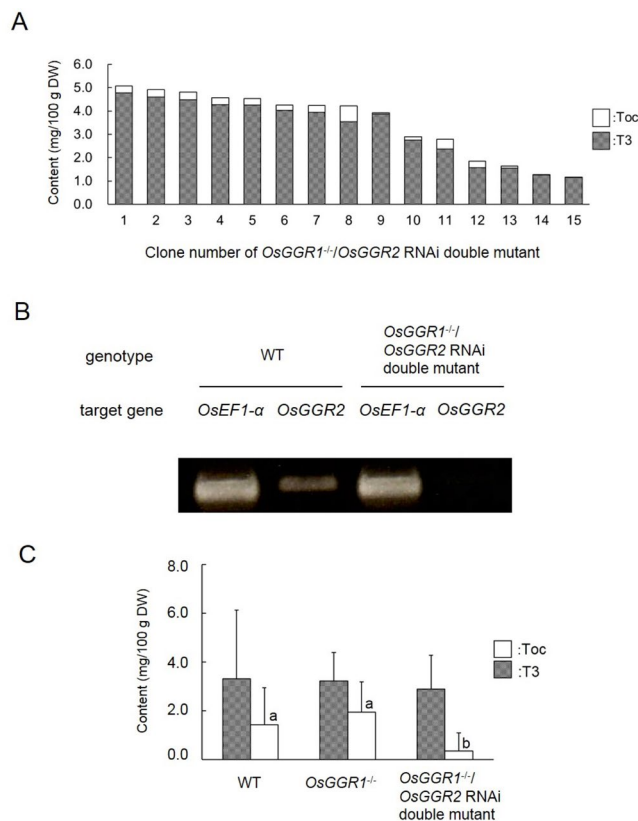 A
Content (mg/100 g DW)
6.0
5.0
4.0
3.0
2.0
1.0
0.0
1 2 3 4 5 6 7 8 9 10 11 12 13 14 15
:Toc
:T3
Clone number of OsGGR1-/-/OsGGR2 RNAi double mutant
B
genotype
WT
OsGGR1-/-/
OsGGR2 RNAi
double mutant
target gene OsEF1-α OsGGR2 OsEF1-α OsGGR2
C
Content (mg/100 g DW)
8.0
6.0
4.0
2.0
0.0
a
a
b
:Toc
:T3
WT
OsGGR1-/-
OsGGR1-/-/
OsGGR2 RNAi
double mutant